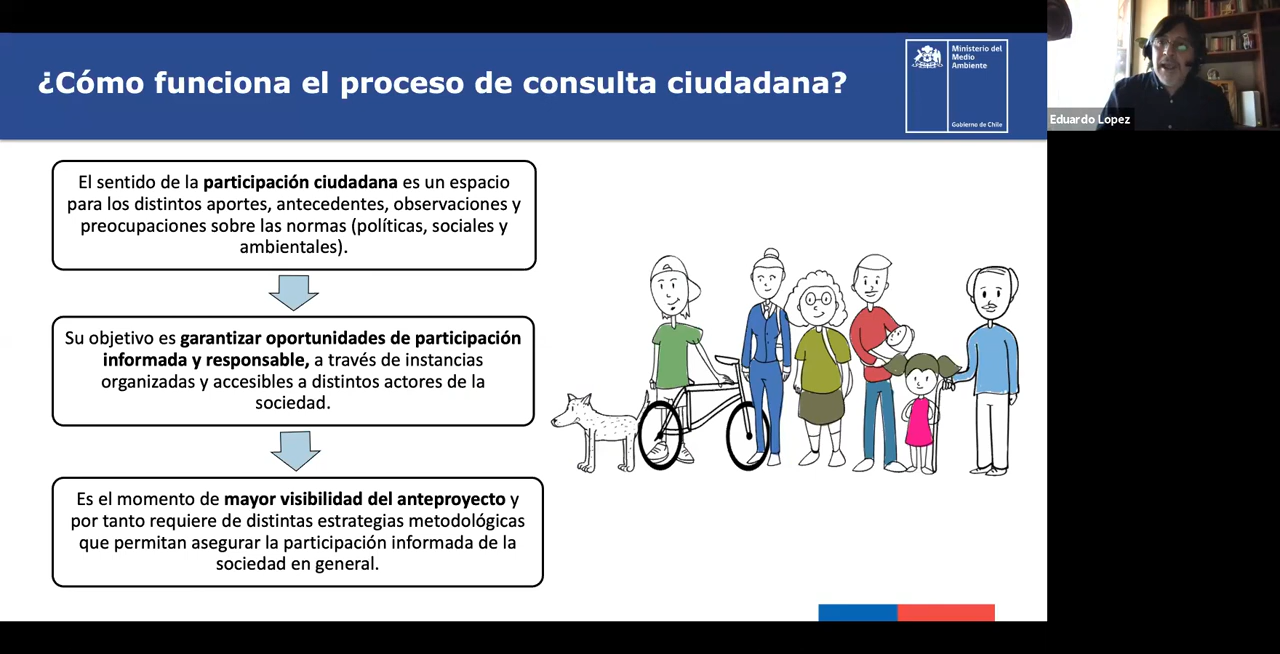 ¿Cómo funciona el proceso de consulta ciudadana?
Ministerio del
Medio
Ambiente
Gobierno de Chile
Eduardo Lopez
El sentido de la participación ciudadana es un espacio
para los distintos aportes, antecedentes, observaciones y
preocupaciones sobre las normas (políticas, sociales y
ambientales).
Su objetivo es garantizar oportunidades de participación
informada y responsable, a través de instancias
organizadas y accesibles a distintos actores de la
sociedad.
Es el momento de mayor visibilidad del anteproyecto y
por tanto requiere de distintas estrategias metodológicas
que permitan asegurar la participación informada de la
sociedad en general.